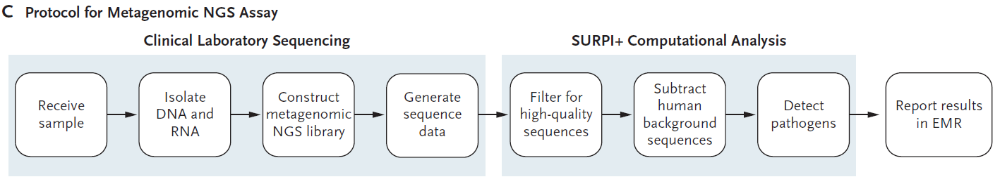 C Protocol for Metagenomic NGS Assay
Clinical Laboratory Sequencing
SURPI+ Computational Analysis
Receive
sample
Isolate
DNA and
RNA
Construct
metagenomic
NGS library
Generate
sequence
data
Filter for
high-quality
sequences
Subtract
human
background
sequences
Detect
pathogens
Report results
in EMR